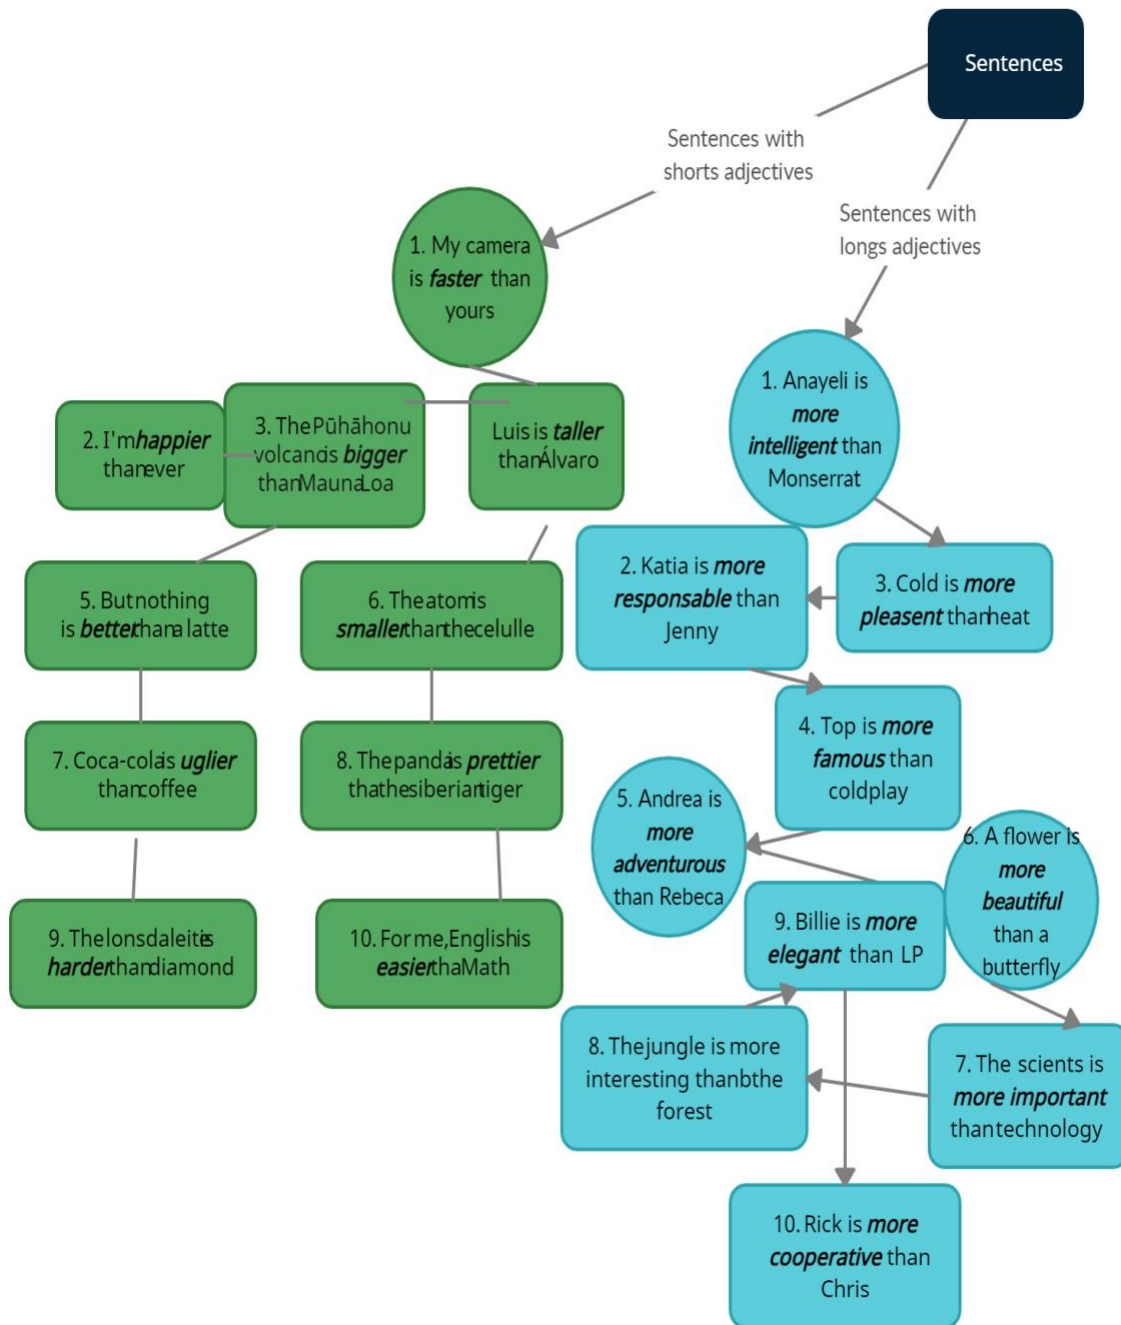 Sentences
Sentences with
shorts adjectives
Sentences with
longs adjectives
1. My camera
is faster than
yours
2. I'm happier
than ever
3. The Pūhāhonu
volcano is bigger
than Mauna Loa
Luis is taller
than Álvaro
5. But nothing
is better than a latte
6. The atom is
smaller than the celulle
7. Coca-cola is uglier
than coffee
8. The panda is prettier
tha the siberian tiger
9. The lonsdaleite is
harder than diamond
10. For me, English is
easier tha Math
1. Anayeli is
more
intelligent than
Monserrat
2. Katia is more
responsable than
Jenny
3. Cold is more
pleasent than heat
4. Top is more
famous than
coldplay
5. Andrea is
more
adventurous
than Rebeca
6. A flower is
more
beautiful
than a
butterfly
9. Billie is more
elegant than LP
8. The jungle is more
interesting thanbthe
forest
7. The scients is
more important
than technology
10. Rick is more
cooperative than
Chris